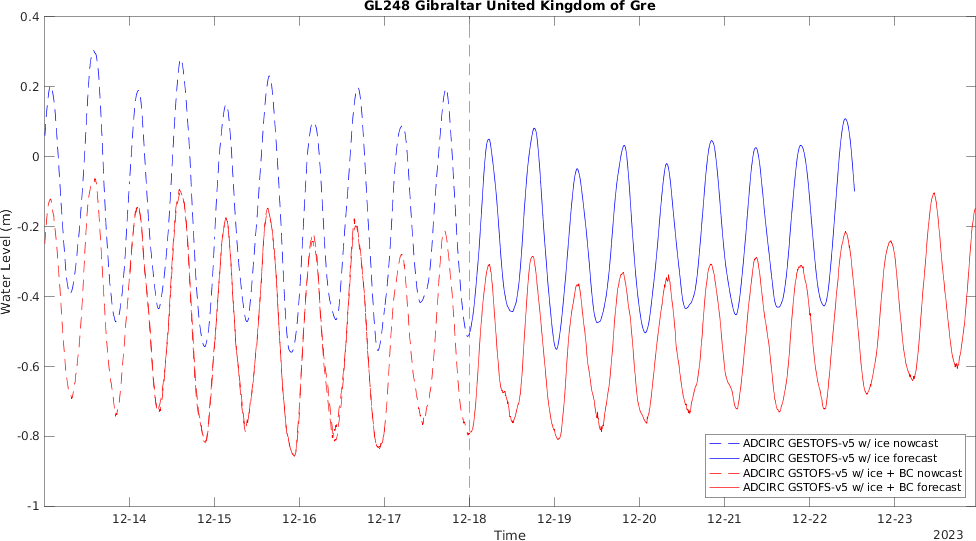 GL248 Gibraltar United Kingdom of Gre
0.4
0.2
0
-0.2
-0.4
-0.6
-0.8
-1
Water Level (m)
12-14 12-15 12-16 12-17 12-18 12-19 12-20 12-21 12-22 12-23
Time
2023
ADCIRC GESTOFS-v5 w/ ice nowcast
ADCIRC GESTOFS-v5 w/ ice forecast
ADCIRC GSTOFS-v5 w/ ice + BC nowcast
ADCIRC GSTOFS-v5 w/ ice + BC forecast